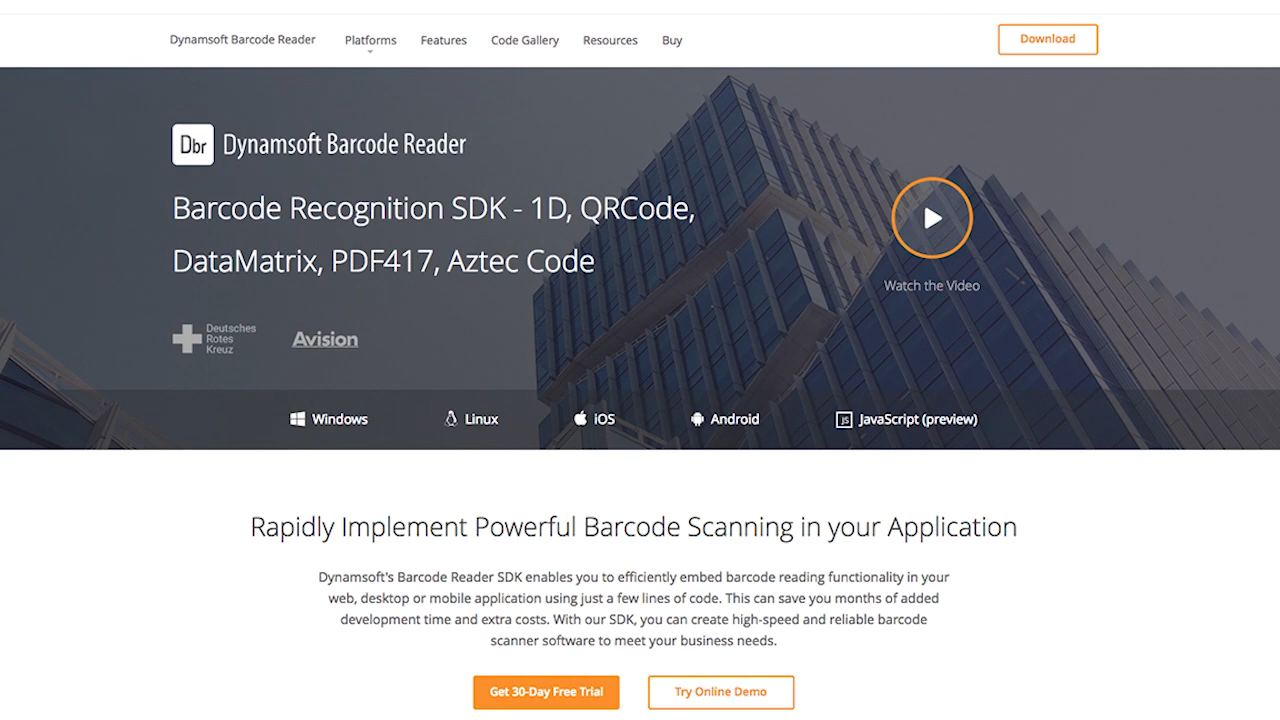 Dynamsoft Barcode Reader Platforms Features Code Gallery Resources Buy Download
Dbr Dynamsoft Barcode Reader
Barcode Recognition SDK - 1D, QRCode,
DataMatrix, PDF417, Aztec Code
Watch the Video
Deutsches
Rotes
Kreuz
Avision
Windows Linux iOS Android JS JavaScript (preview)
Rapidly Implement Powerful Barcode Scanning in your Application
Dynamsoft's Barcode Reader SDK enables you to efficiently embed barcode reading functionality in your
web, desktop or mobile application using just a few lines of code. This can save you months of added
development time and extra costs. With our SDK, you can create high-speed and reliable barcode
scanner software to meet your business needs.
Get 30-Day Free Trial Try Online Demo